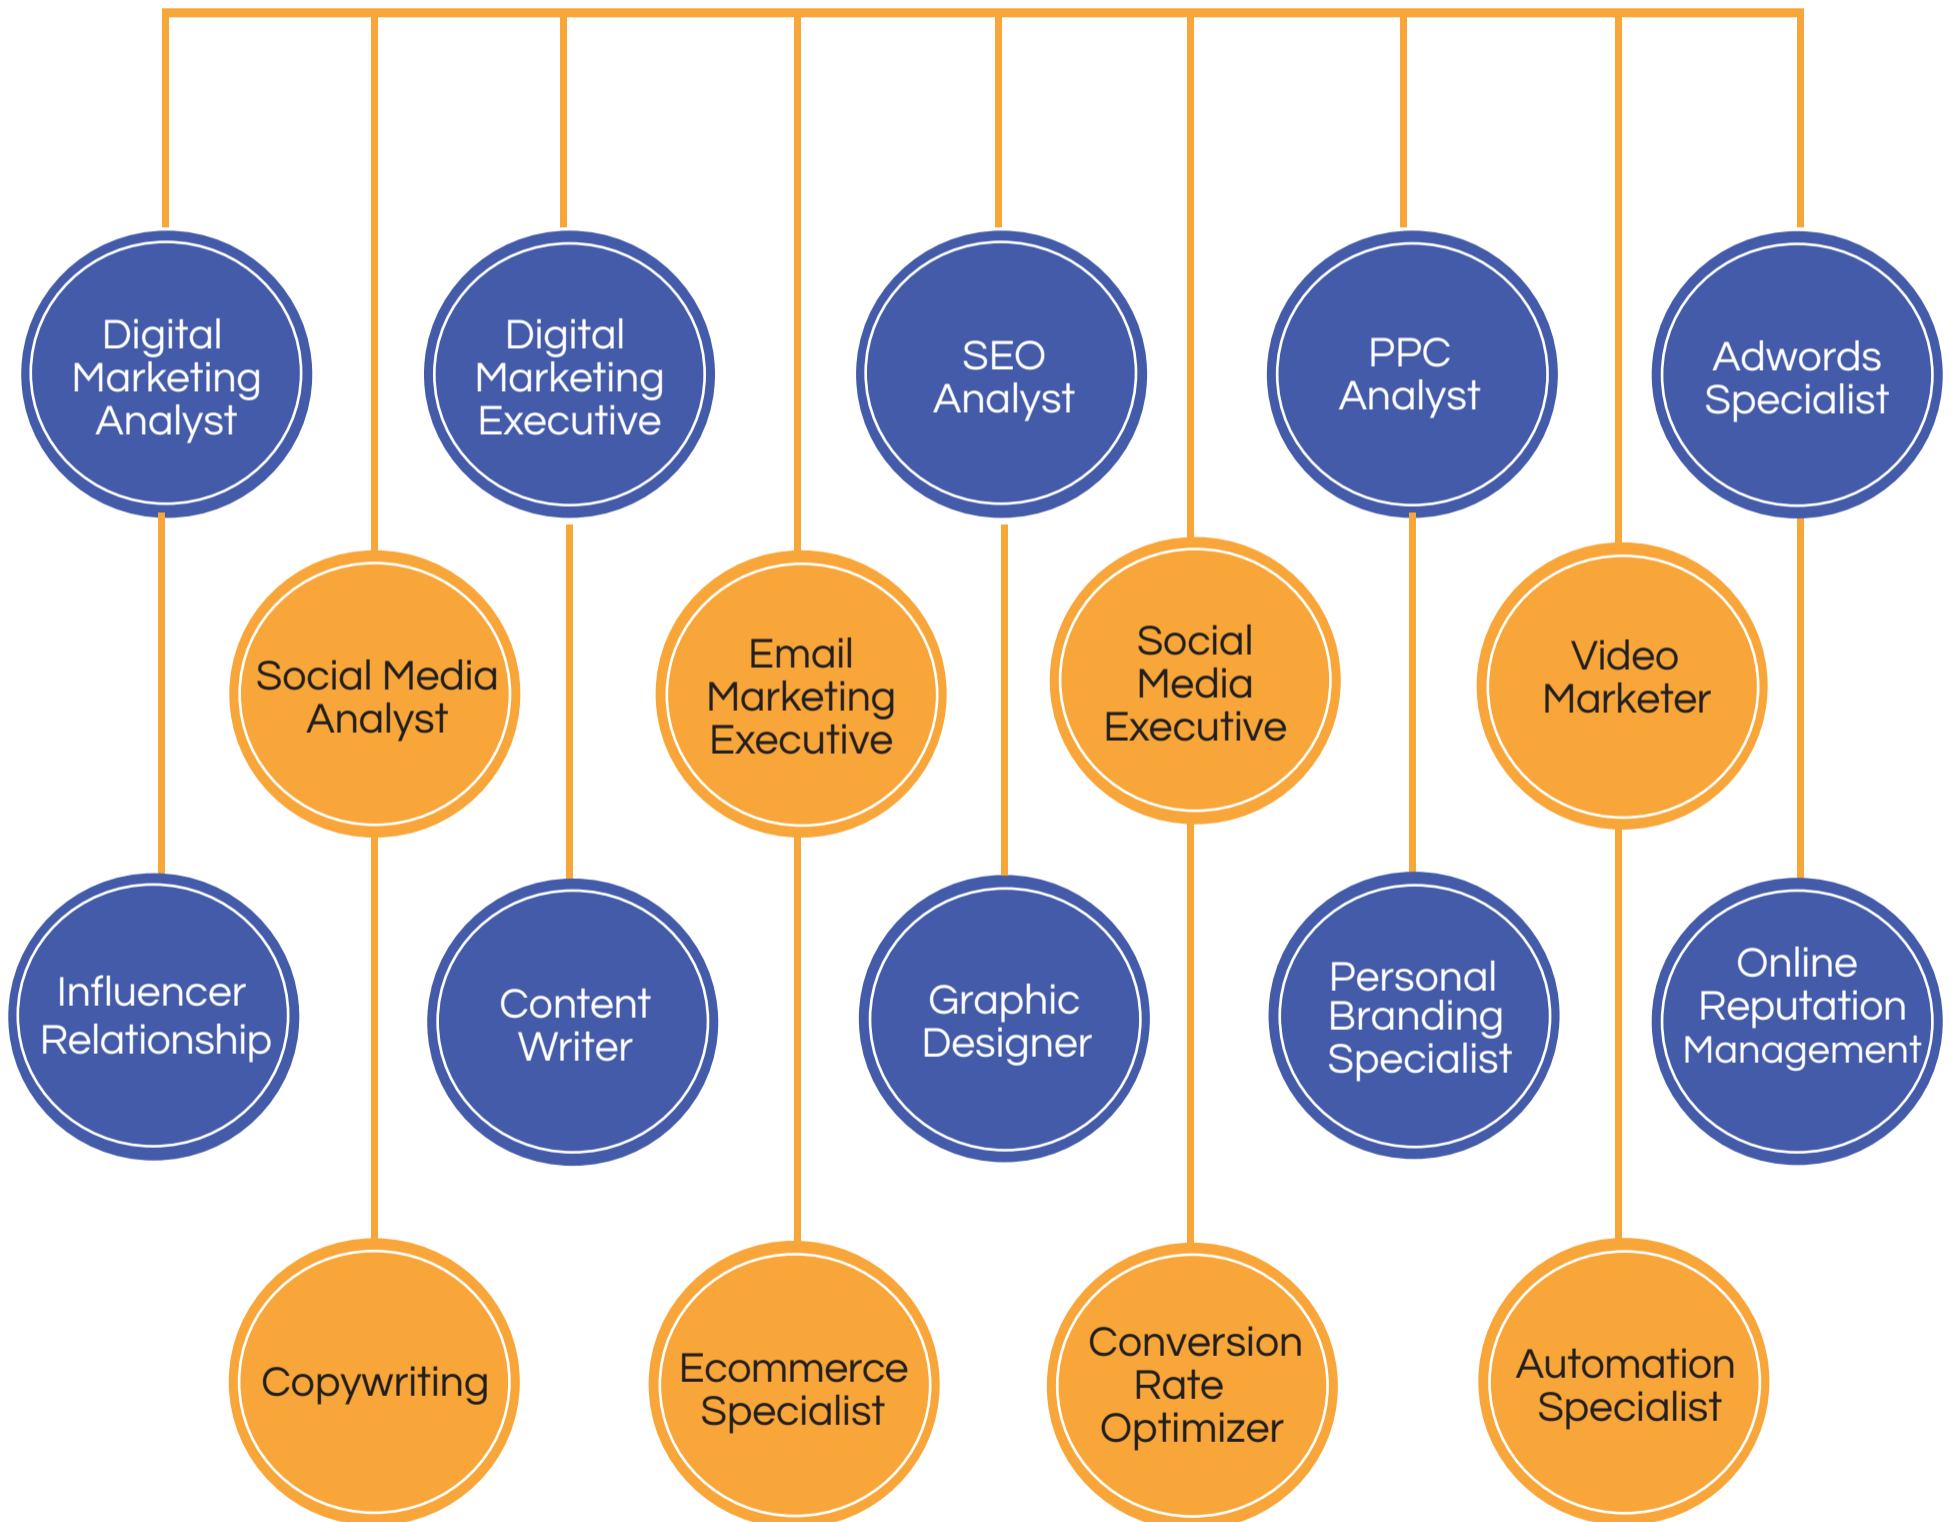 Digital
Marketing
Analyst
Digital
Marketing
Executive
SEO
Analyst
PPC
Analyst
Adwords
Specialist
Social Media
Analyst
Email
Marketing
Executive
Social
Media
Executive
Video
Marketer
Influencer
Relationship
Content
Writer
Graphic
Designer
Personal
Branding
Specialist
Online
Reputation
Management
Copywriting
Ecommerce
Specialist
Conversion
Rate
Optimizer
Automation
Specialist